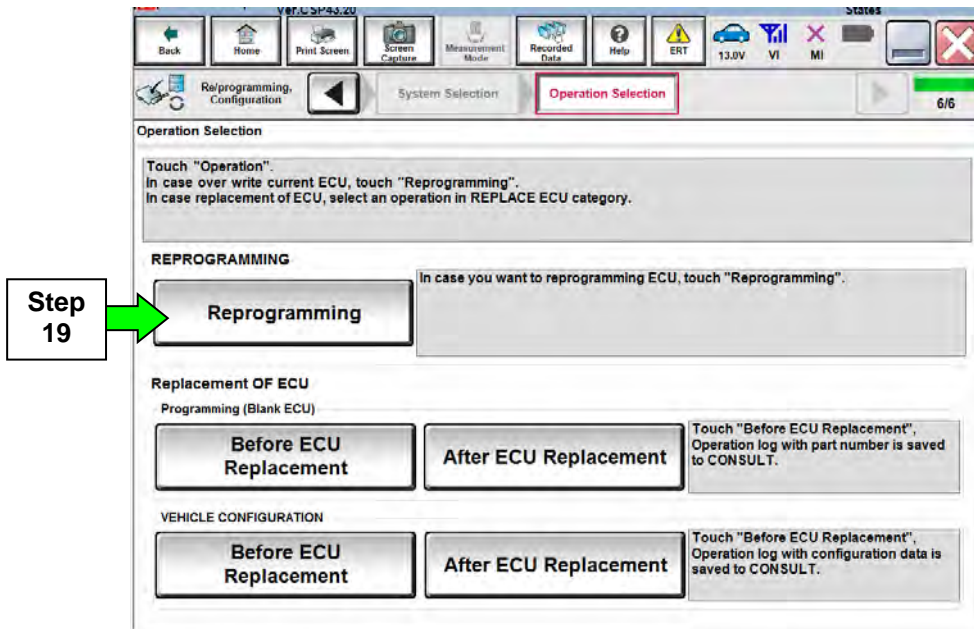 Ver.CSP43.20
States
Back
Home
Print Screen
Screen Capture
Measurement Mode
Recorded Data
Help
ERT
13.0V
VI
MI
Re/programming, Configuration
System Selection
Operation Selection
6/6
Operation Selection
Touch "Operation".
In case over write current ECU, touch "Reprogramming".
In case replacement of ECU, select an operation in REPLACE ECU category.
REPROGRAMMING
Step
19
Reprogramming
In case you want to reprogramming ECU, touch "Reprogramming".
Replacement OF ECU
Programming (Blank ECU)
Before ECU
Replacement
After ECU Replacement
Touch "Before ECU Replacement",
Operation log with part number is saved
to CONSULT.
VEHICLE CONFIGURATION
Before ECU
Replacement
After ECU Replacement
Touch "Before ECU Replacement",
Operation log with configuration data is
saved to CONSULT.